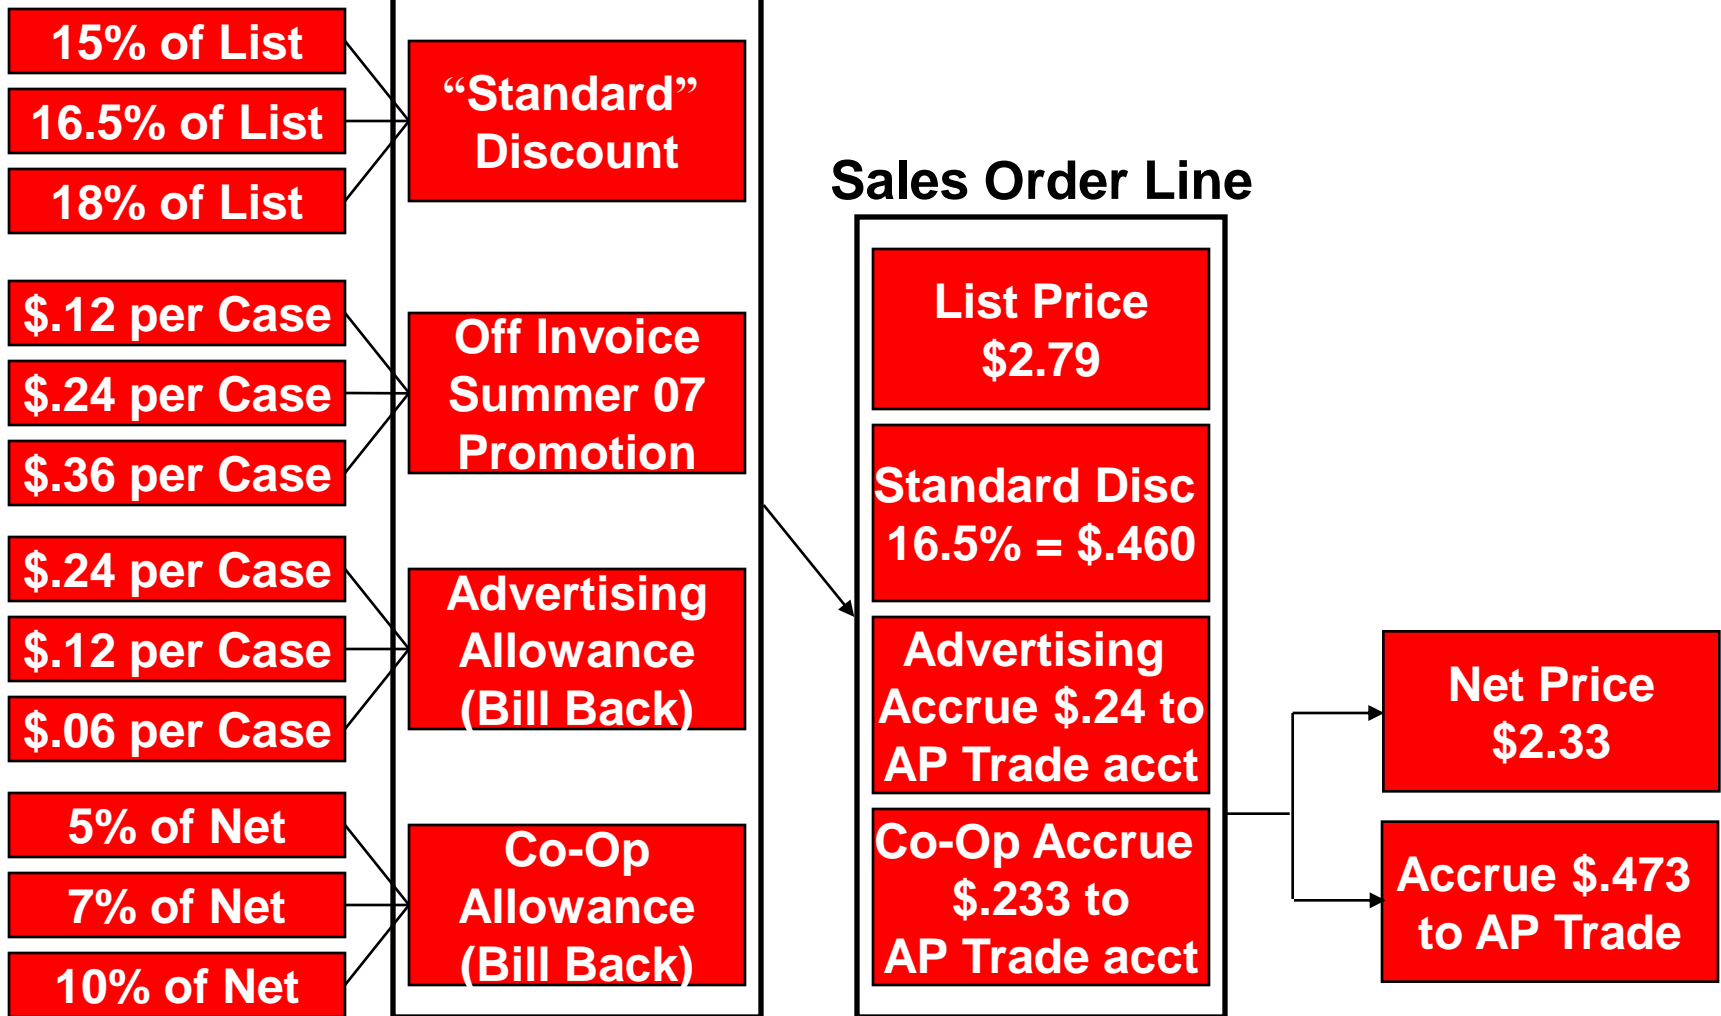 15% of List
16.5% of List
18% of List
$.12 per Case
$.24 per Case
$.36 per Case
$.24 per Case
$.12 per Case
$.06 per Case
5% of Net
7% of Net
10% of Net
“Standard”
Discount
Off Invoice
Summer 07
Promotion
Advertising
Allowance
(Bill Back)
Co-Op
Allowance
(Bill Back)
Sales Order Line
List Price
$2.79
Standard Disc
16.5% = $.460
Advertising
Accrue $.24 to
AP Trade acct
Co-Op Accrue
$.233 to
AP Trade acct
Net Price
$2.33
Accrue $.473
to AP Trade